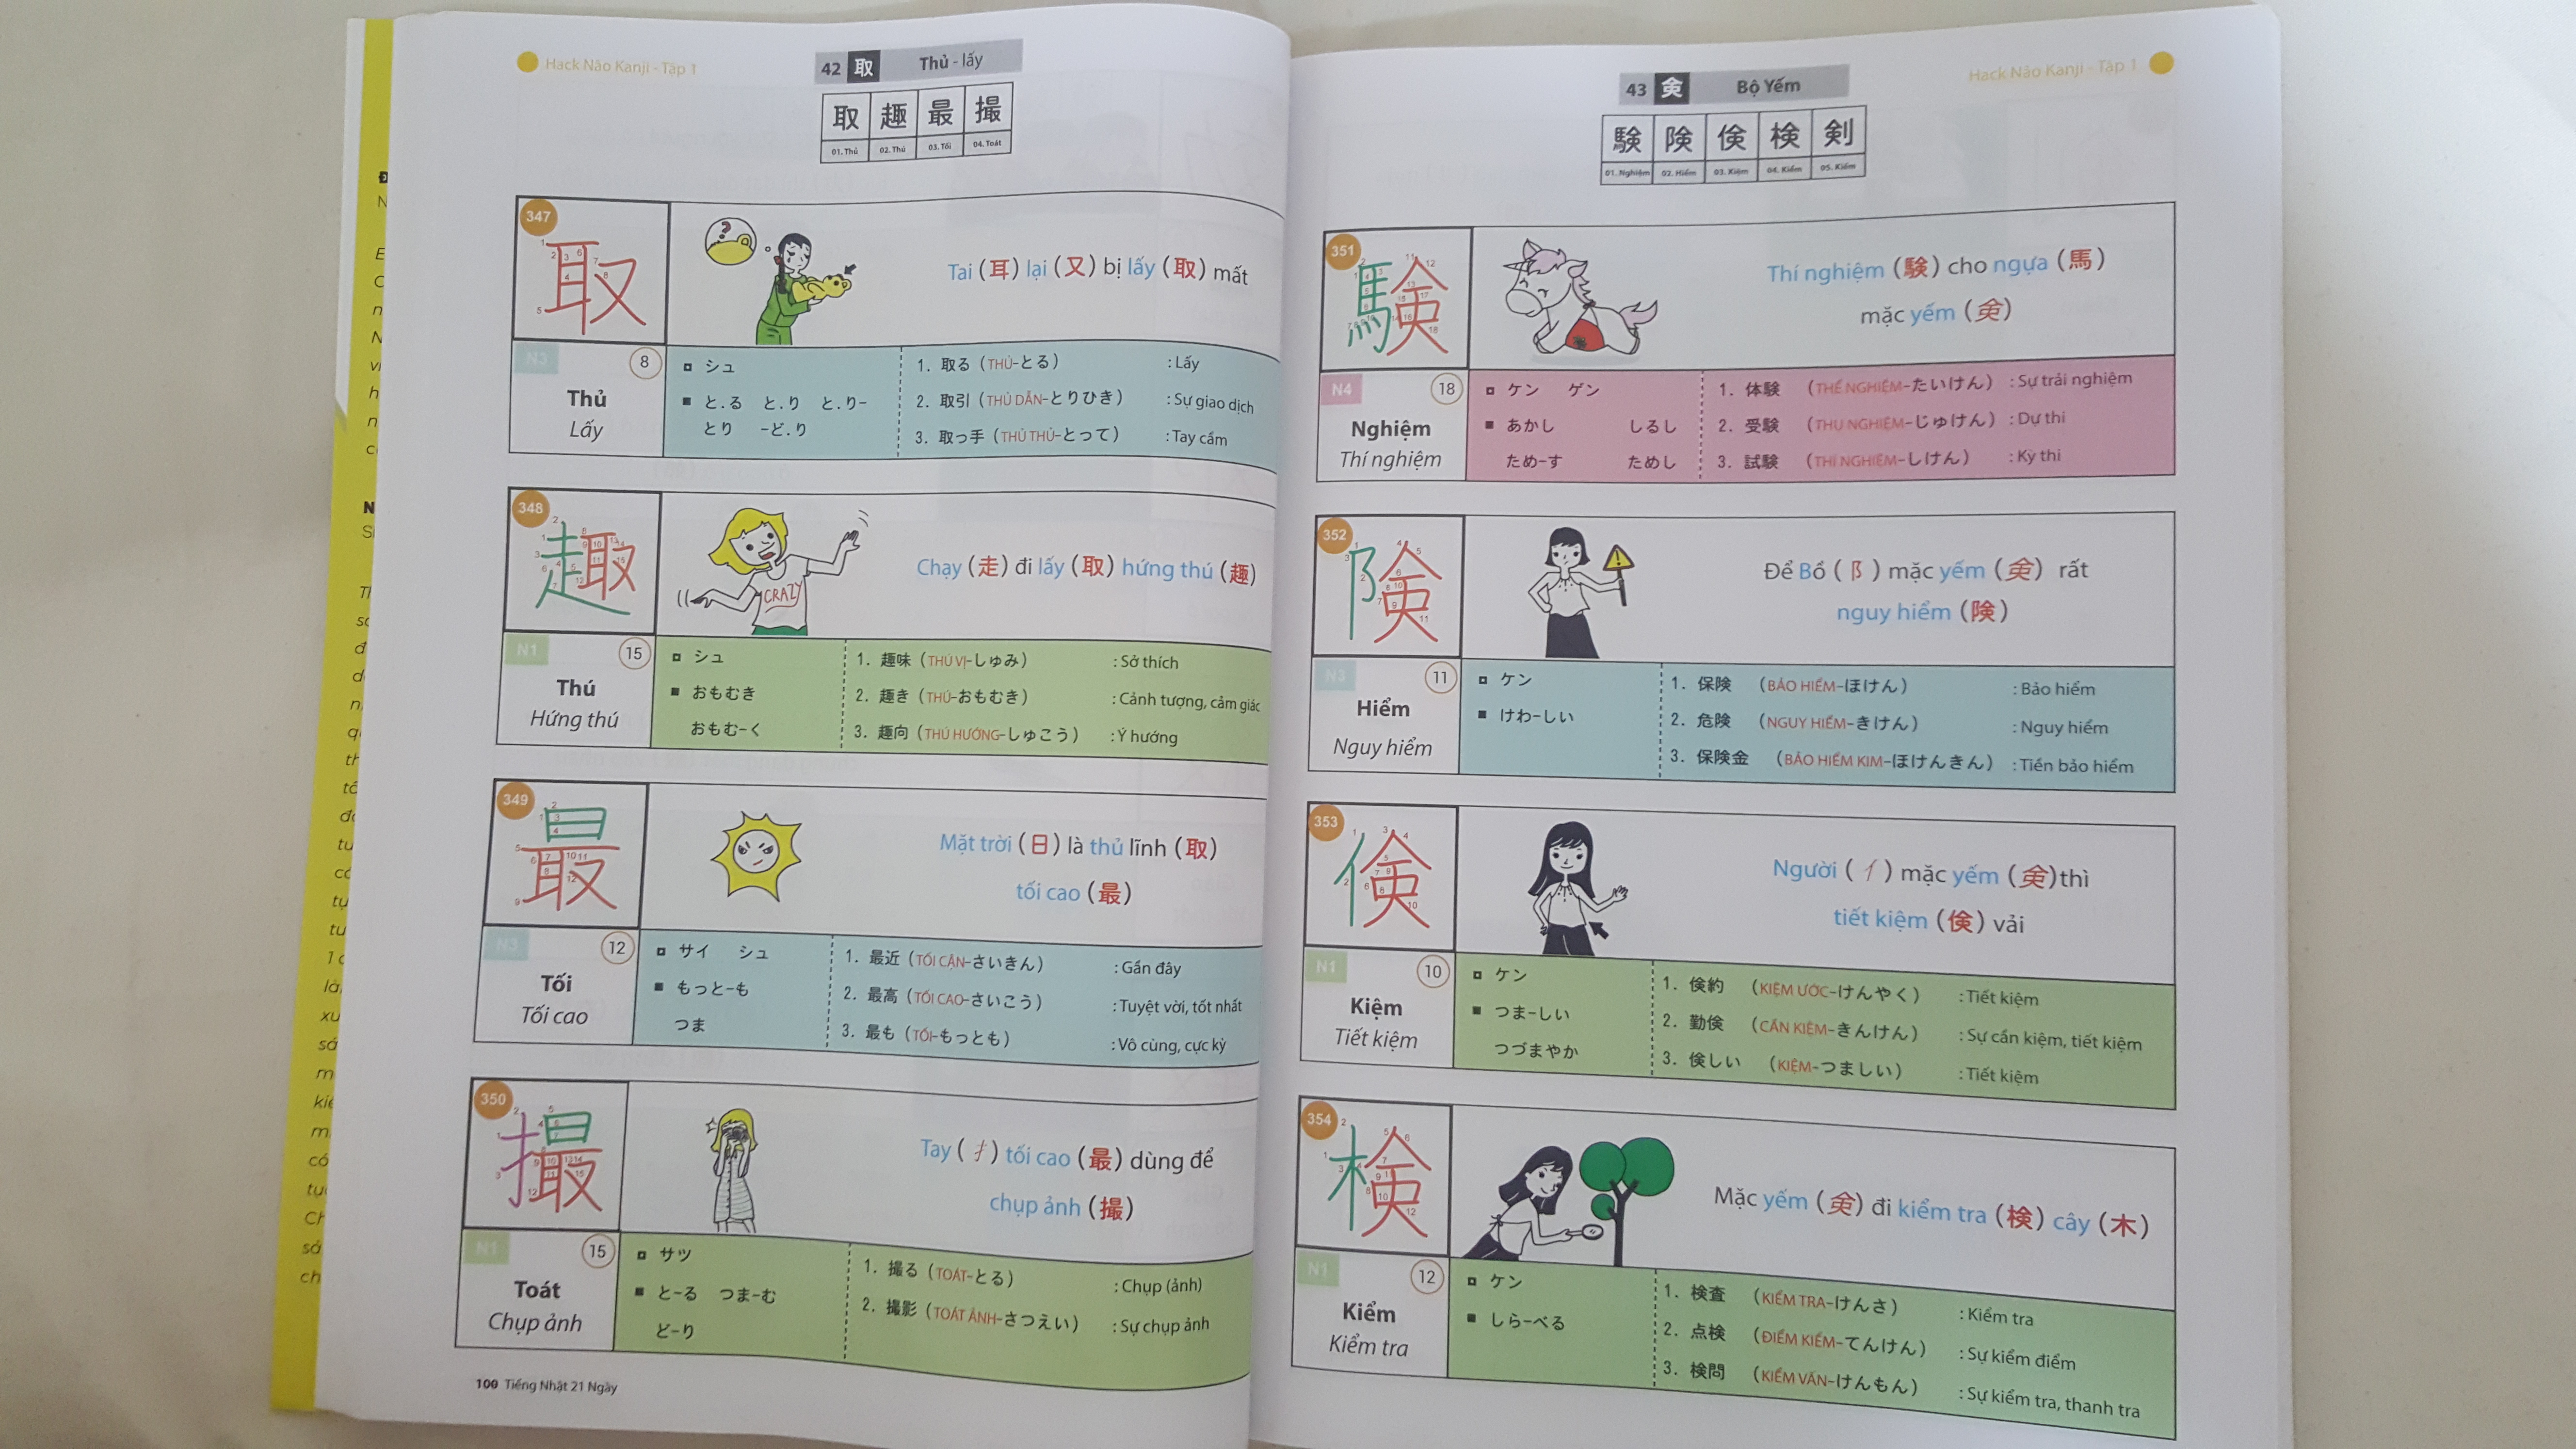 Hack Não Kanji - Tập 1
42 取 Thủ - lấy
取 趣 最 撮
01. Thủ 02. Thú 03. Tối 04. Toát
347
N3 8
Thủ
Lấy
Tai (耳) lại (又) bị lấy (取) mất
シュ
と.る と.り と.り-
とり -ど.り
1. 取る (THỦ-とる) : Lấy
2. 取引 (THỦ DẪN-とりひき) : Sự giao dịch
3. 取っ手 (THỦ THỦ-とって) : Tay cầm
348
N1 15
Thú
Hứng thú
CRAZY
Chạy (走) đi lấy (取) hứng thú (趣)
シュ
おもむき
おもむーく
1. 趣味 (THÚ VỊ-しゅみ) : Sở thích
2. 趣き (THÚ-おもむき) : Cảnh tượng, cảm giác
3. 趣向 (THÚ HƯỚNG-しゅこう) : Ý hướng
349
N3 12
Tối
Tối cao
Mặt trời (日) là thủ lĩnh (取)
tối cao (最)
サイ シュ
もっとーも
つま
1. 最近 (TỐI CẬN-さいきん) : Gần đây
2. 最高 (TỐI CAO-さいこう) : Tuyệt vời, tốt nhất
3. 最も (TỐI-もっとも) : Vô cùng, cực kỳ
350
N1 15
Toát
Chụp ảnh
Tay (扌) tối cao (最) dùng để
chụp ảnh (撮)
サツ
とーる つまーむ
どーり
1. 撮る (TOÁT-とる) : Chụp (ảnh)
2. 撮影 (TOÁT ẢNH-さつえい) : Sự chụp ảnh
100 Tiếng Nhật 21 Ngày
Hack Não Kanji - Tập 1
43 㑒 Bộ Yếm
験 険 倹 検 剣
01. Nghiệm 02. Hiểm 03. Kiệm 04. Kiểm 05. Kiếm
351
N4 18
Nghiệm
Thí nghiệm
Thí nghiệm (験) cho ngựa (馬)
mặc yếm (㑒)
ケン ゲン
あかし しるし
ためーす ためし
1. 体験 (THỂ NGHIỆM-たいけん) : Sự trải nghiệm
2. 受験 (THỤ NGHIỆM-じゅけん) : Dự thi
3. 試験 (THÍ NGHIỆM-しけん) : Kỳ thi
352
N3 11
Hiểm
Nguy hiểm
Để Bố (阝) mặc yếm (㑒) rất
nguy hiểm (険)
ケン
けわーしい
1. 保険 (BẢO HIỂM-ほけん) : Bảo hiểm
2. 危険 (NGUY HIỂM-きけん) : Nguy hiểm
3. 保険金 (BẢO HIỂM KIM-ほけんきん) : Tiền bảo hiểm
353
N1 10
Kiệm
Tiết kiệm
Người (亻) mặc yếm (㑒)thì
tiết kiệm (倹) vải
ケン
つまーしい
つづまやか
1. 倹約 (KIỆM ƯỚC-けんやく) : Tiết kiệm
2. 勤倹 (CẦN KIỆM-きんけん) : Sự cần kiệm, tiết kiệm
3. 倹しい (KIỆM-つましい) : Tiết kiệm
354
N1 12
Kiểm
Kiểm tra
Mặc yếm (㑒) đi kiểm tra (検) cây (木)
ケン
しらーべる
1. 検査 (KIỂM TRA-けんさ) : Kiểm tra
2. 点検 (ĐIỂM KIỂM-てんけん) : Sự kiểm điểm
3. 検問 (KIỂM VẤN-けんもん) : Sự kiểm tra, thanh tra